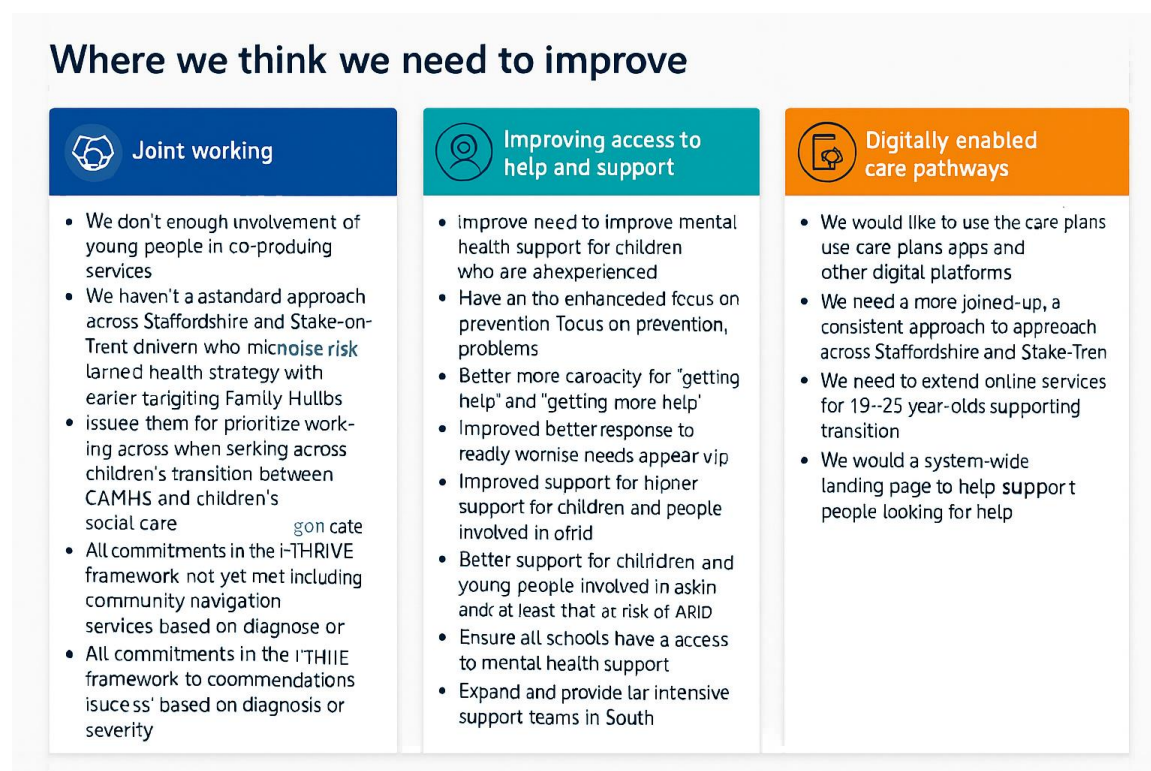 Where we think we need to improve
Joint working
• We don't enough involvement of
young people in co-produing
services
• We haven't a astandard approach
across Staffordshire and Stake-on-
Trent dnivern who micnoise risk
larned health strategy with
earier tarigiting Family Hullbs
• issuee them for prioritize work-
ing across when serking across
children's transition between
CAMHS and children's
social care gon cate
• All commitments in the i-THRIVE
framework not yet met including
community navigation
services based on diagnose or
• All commitments in the I'THIIE
framework to coommendations
isuce ss' based on diagnosis or
severity
Improving access to
help and support
• improve need to improve mental
health support for children
who are ahexperienced
• Have an tho enhanceded fccus on
prevention Tocus on prevention,
problems
• Better more caroacity for "getting
help" and "getting more help'
• Improved better response to
readly wornise needs appear vip
• Improved support for hipner
support for children and people
involved in ofrid
• Better support for chilridren and
young people involved in askin
andc at least that at risk of ARID
• Ensure all schools have a access
to mental health support
• Expand and provide lar intensive
support teams in South
Digitally enabled
care pathways
• We would like to use the care plans
use care plans apps and
other digital platforms
• We need a more joined-up, a
consistent approach to appreoach
across Staffordshire and Stake-Tren
• We need to extend online services
for 19--25 year-olds supporting
transition
• We would a system-wide
landing page to help support
people looking for help